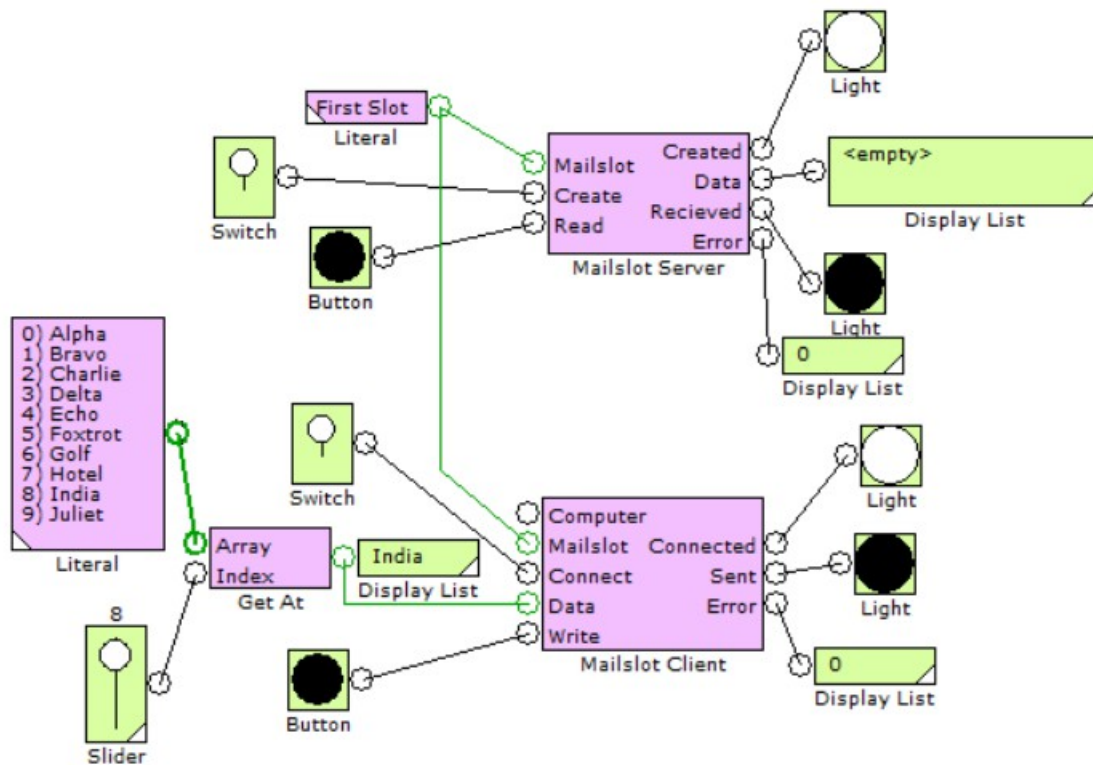 Light
First Slot
Literal
Mailslot
Create
Read
Created
Data
Recieved
Error
Mailslot Server
<empty>
Display List
Switch
Button
Light
0
Display List
0) Alpha
1) Bravo
2) Charlie
3) Delta
4) Echo
5) Foxtrot
6) Golf
7) Hotel
8) India
9) Juliet
Literal
Switch
Array
Index
Get At
India
Display List
8
Slider
Button
Computer
Mailslot
Connect
Data
Write
Connected
Sent
Error
Mailslot Client
Light
Light
0
Display List